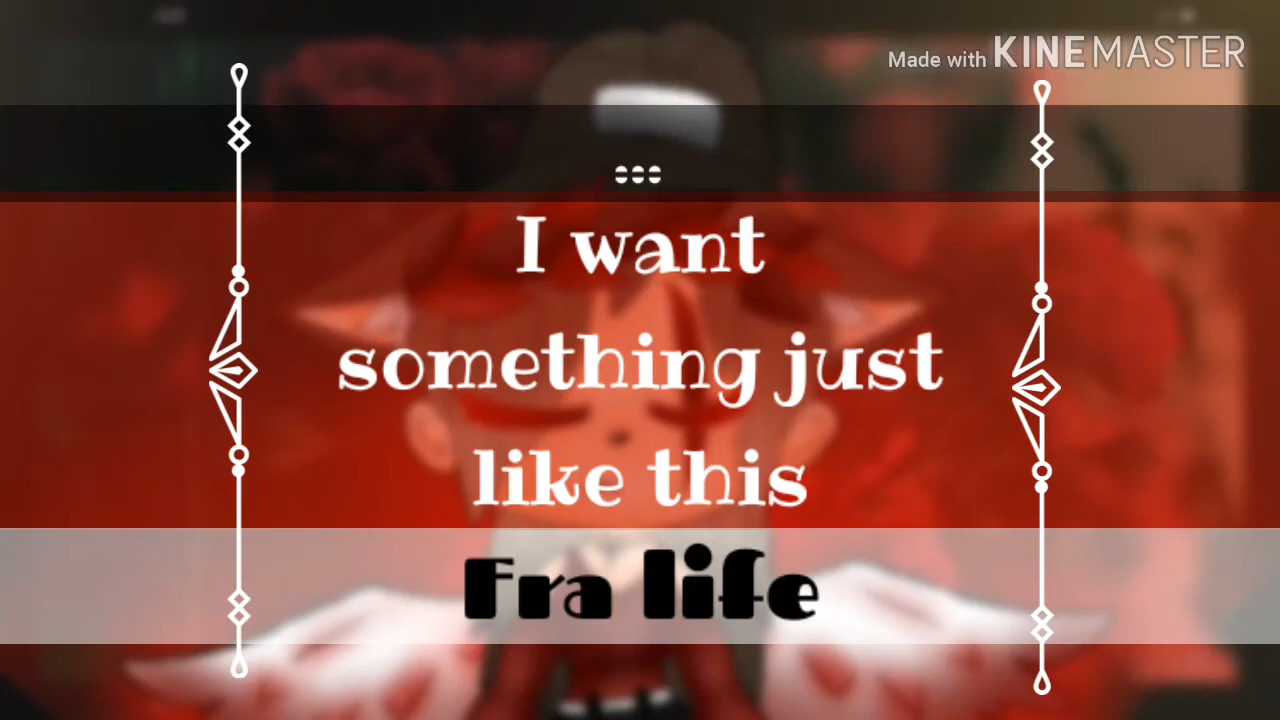 Made with KINEMASTER
I want
something just
like this
Fra life